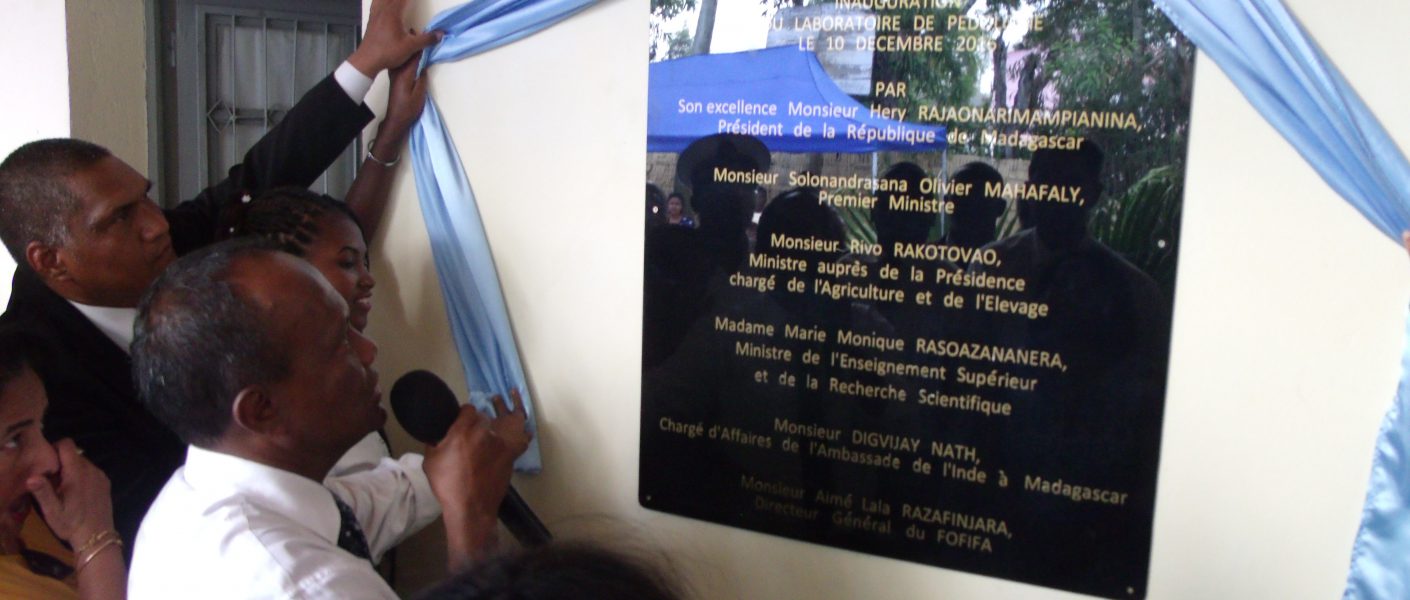 INAUGURATION
DU LABORATOIRE DE PEDOLOGIE
LE 10 DECEMBRE 2016
PAR
Son excellence Monsieur Hery RAJAONARIMAMPIANINA,
Président de la République de Madagascar
Monsieur Solonandrasana Olivier MAHAFALY,
Premier Ministre
Monsieur Rivo RAKOTOVAO,
Ministre auprès de la Présidence
chargé de l'Agriculture et de l'Elevage
Madame Marie Monique RASOAZANANERA,
Ministre de l'Enseignement Supérieur
et de la Recherche Scientifique
Monsieur DIGVIJAY NATH,
Chargé d'Affaires de l'Ambassade de l'Inde à Madagascar
Monsieur Aimé Lala RAZAFINJARA,
Directeur Général du FOFIFA